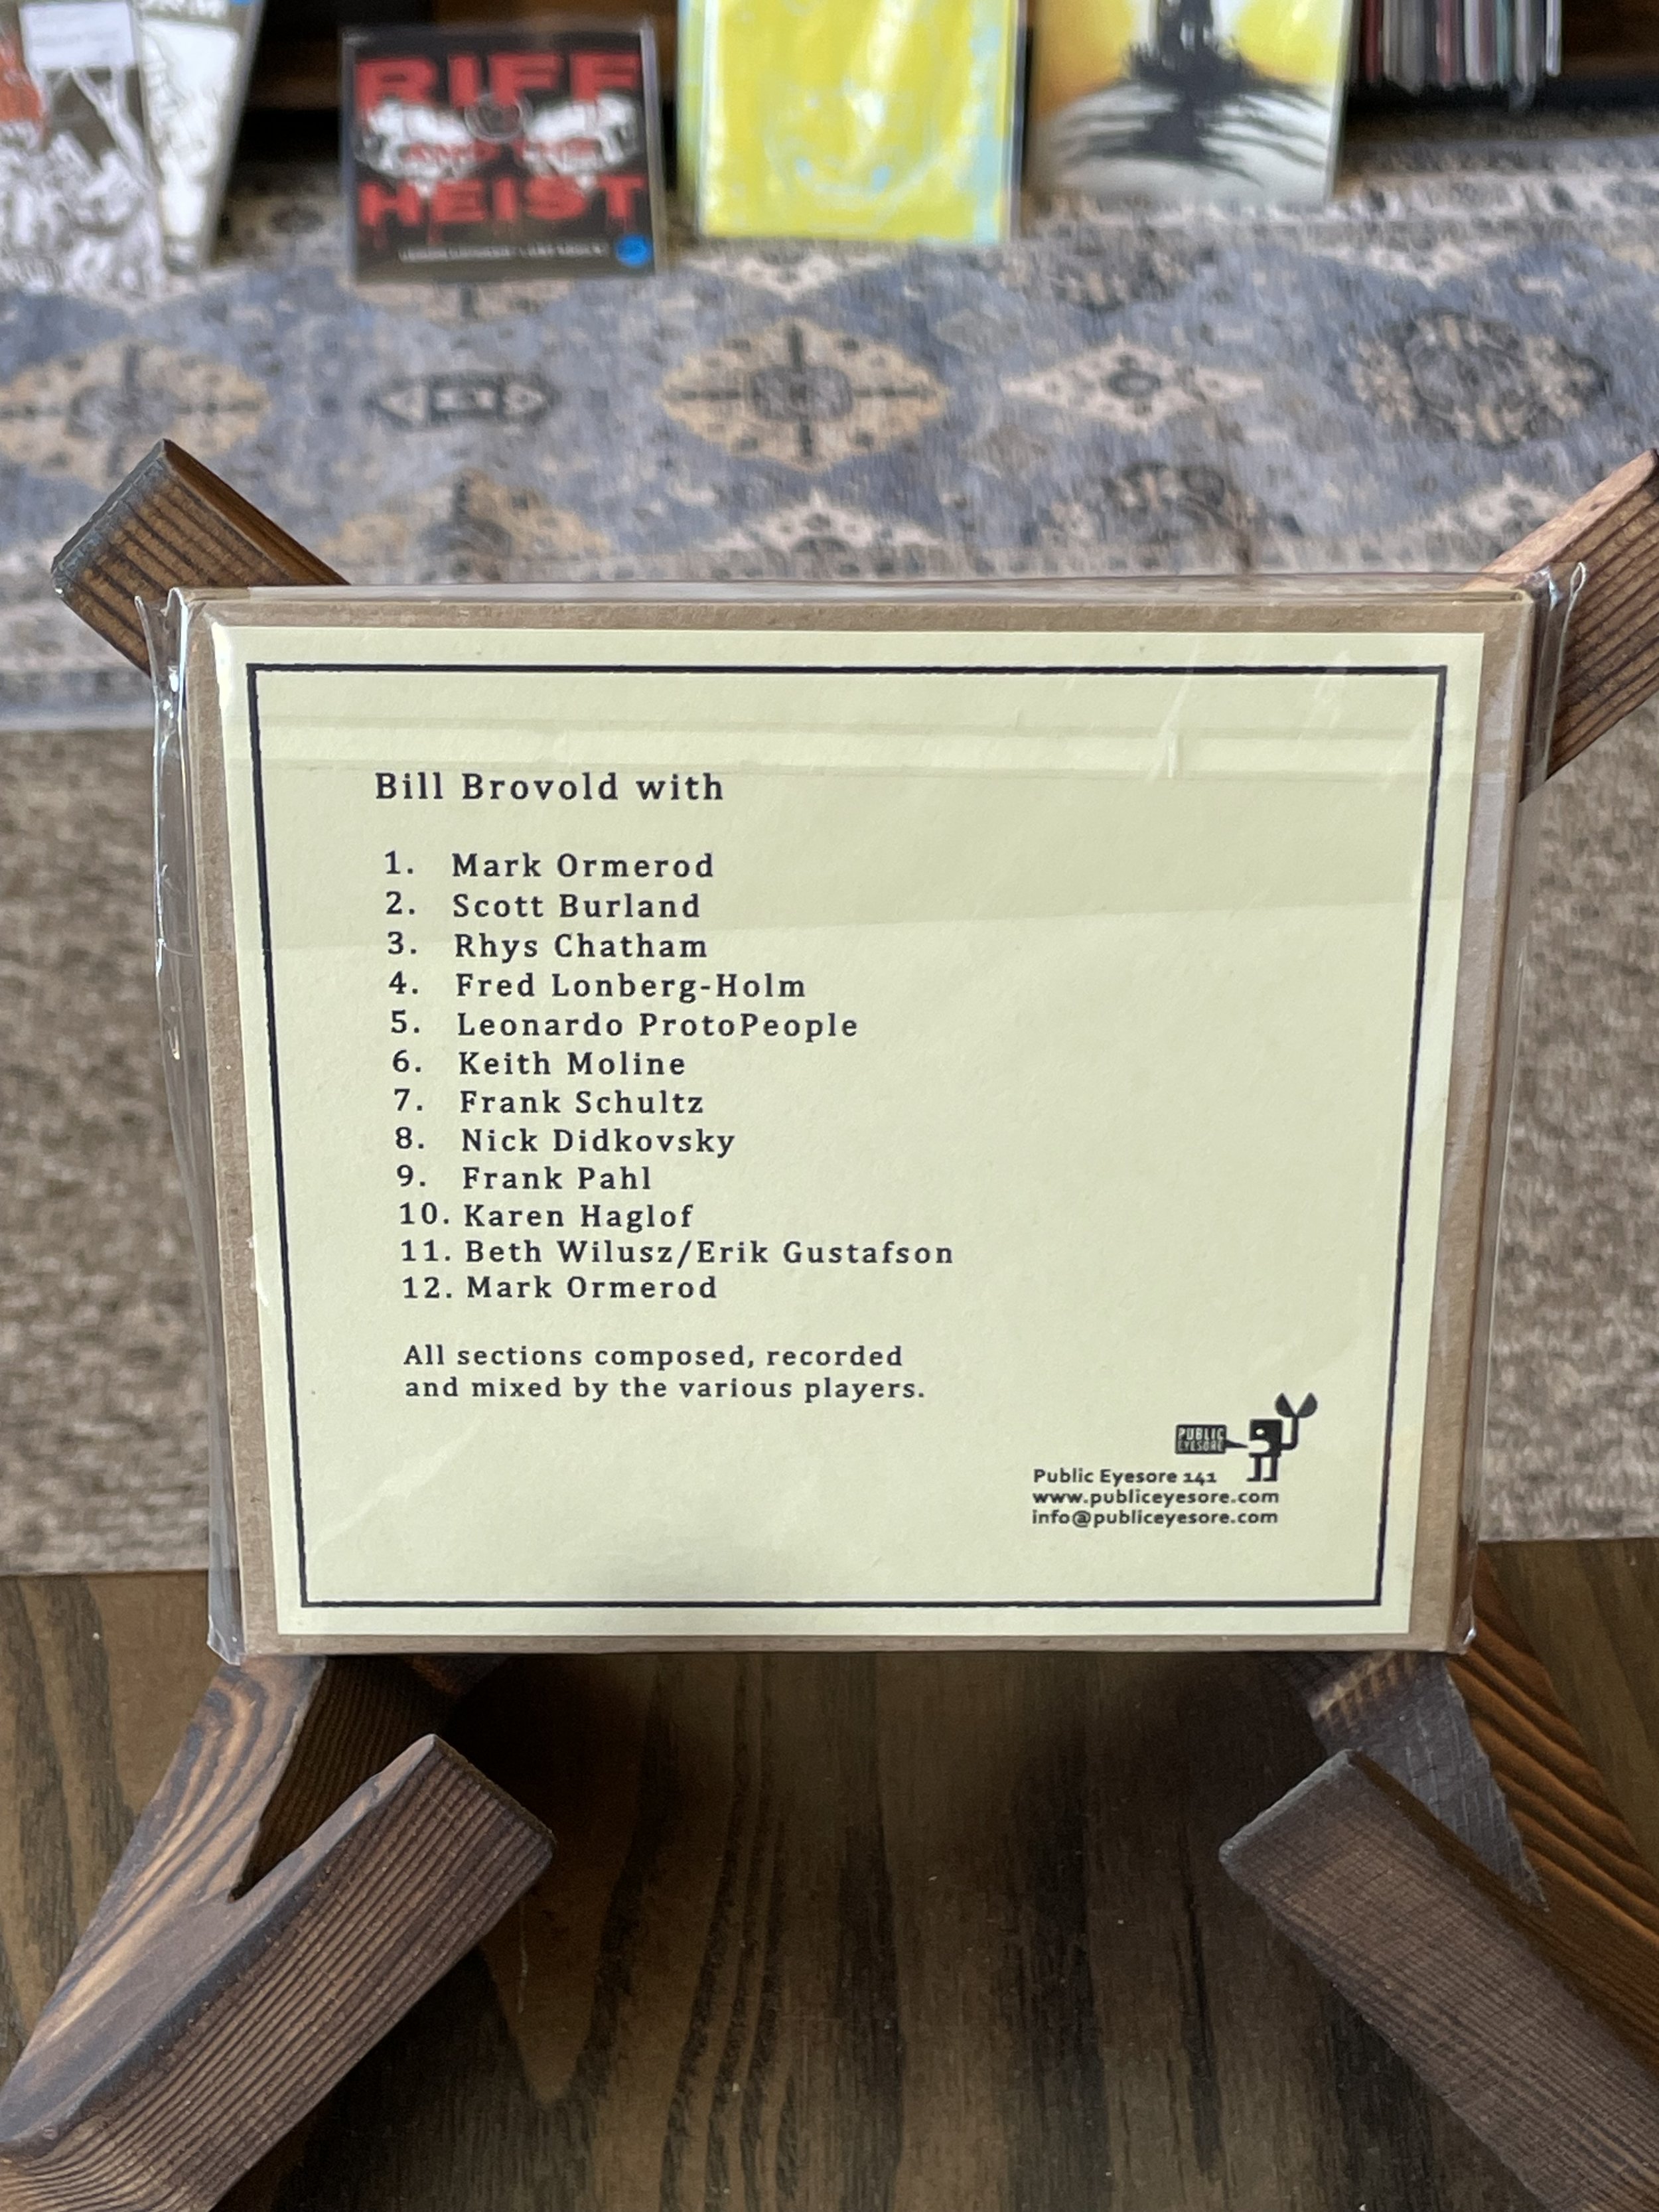 RIFF
AND THE
HEIST
Bill Brovold with
1. Mark Ormerod
2. Scott Burland
3. Rhys Chatham
4. Fred Lonberg-Holm
5. Leonardo ProtoPeople
6. Keith Moline
7. Frank Schultz
8. Nick Didkovsky
9. Frank Pahl
10. Karen Haglof
11. Beth Wilusz/Erik Gustafson
12. Mark Ormerod
All sections composed, recorded
and mixed by the various players.
PUBLIC
EYESORE
Public Eyesore 141
www.publiceyesore.com
info@publiceyesore.com